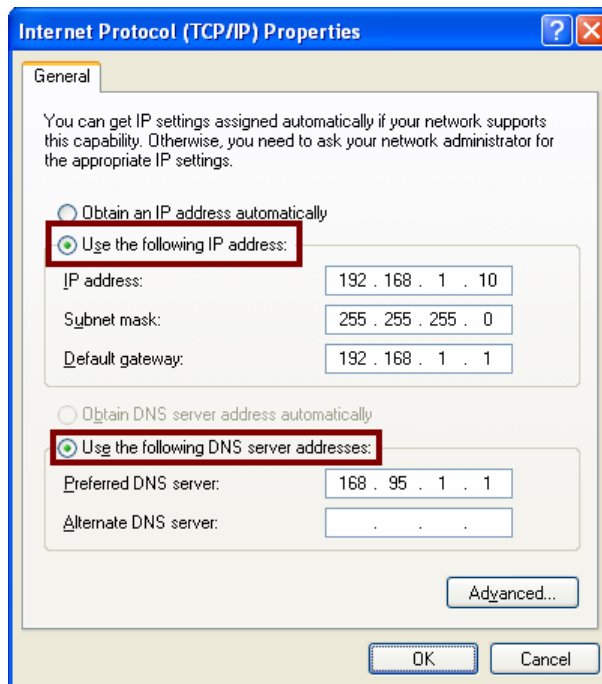 Internet Protocol (TCP/IP) Properties
General
You can get IP settings assigned automatically if your network supports
this capability. Otherwise, you need to ask your network administrator for
the appropriate IP settings.
Obtain an IP address automatically
Use the following IP address:
IP address: 192 . 168 . 1 . 10
Subnet mask: 255 . 255 . 255 . 0
Default gateway: 192 . 168 . 1 . 1
Obtain DNS server address automatically
Use the following DNS server addresses:
Preferred DNS server: 168 . 95 . 1 . 1
Alternate DNS server: . . .
Advanced...
OK Cancel